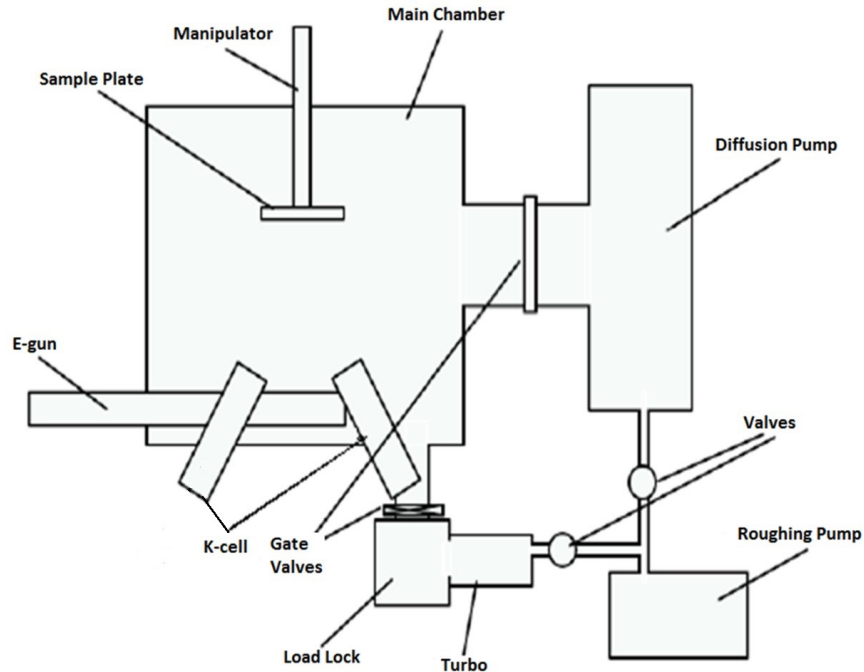 Main Chamber
Manipulator
Sample Plate
Diffusion Pump
E-gun
Valves
K-cell
Gate
Valves
Roughing Pump
Load Lock
Turbo